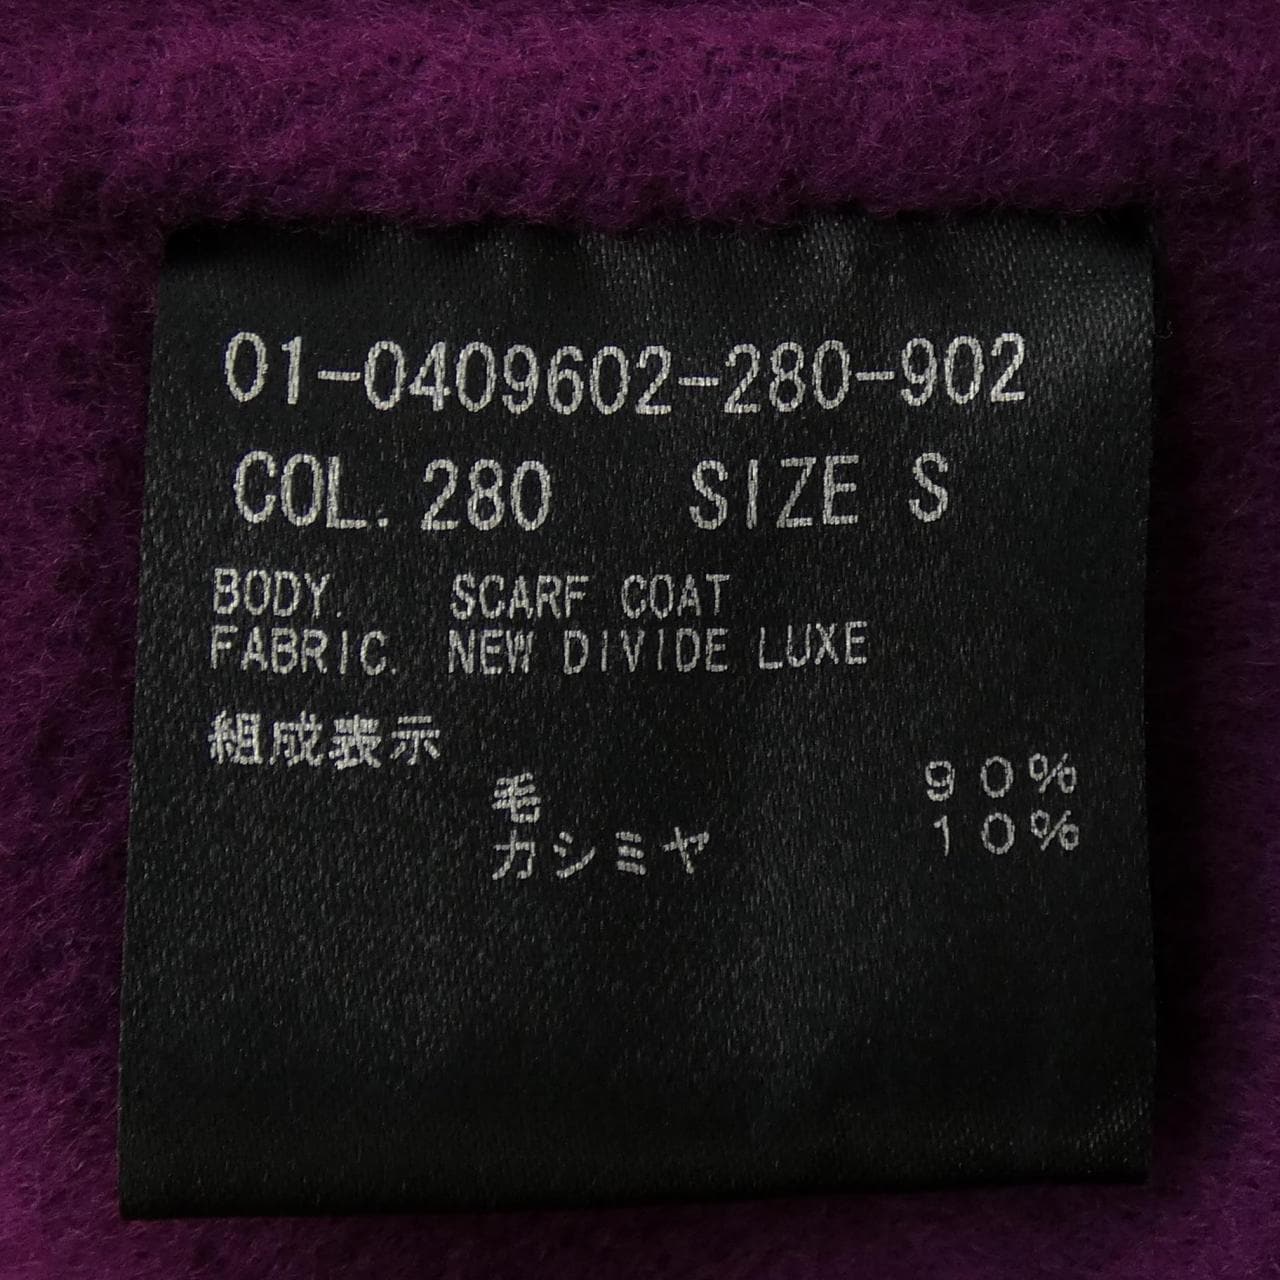 01-0409602-280-902
COL. 280 SIZE S
BODY. SCARF COAT
FABRIC. NEW DIVIDE LUXE
組成表示
毛 90%
カシミヤ 10%